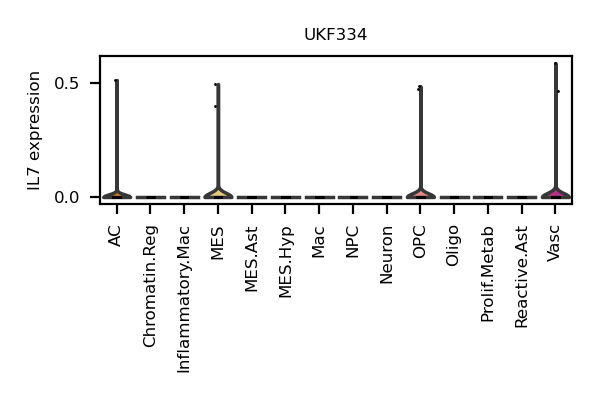 UKF334
IL7 expression
0.5
0.0
AC
Chromatin.Reg
Inflammatory.Mac
MES
MES.Ast
MES.Hyp
Mac
NPC
Neuron
OPC
Oligo
Prolif.Metab
Reactive.Ast
Vasc